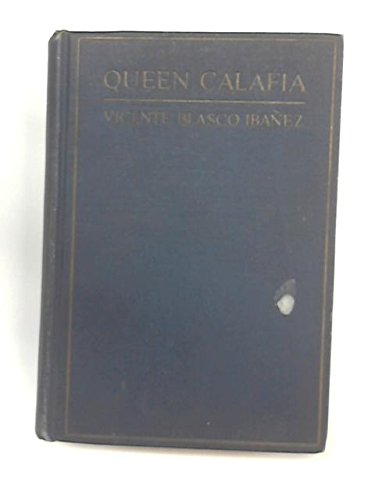 QUEEN CALAFIA
VICENTE BLASCO IBAÑEZ